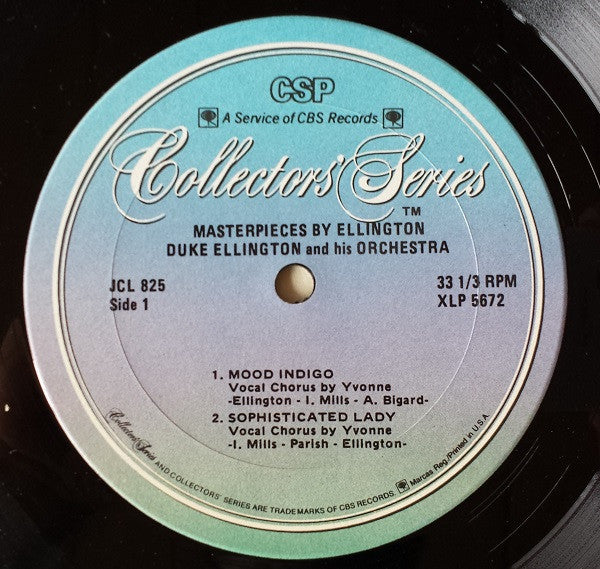 CSP
A Service of CBS Records
Collectors' Series
TM
MASTERPIECES BY ELLINGTON
DUKE ELLINGTON and his ORCHESTRA
JCL 825
Side 1
33 1/3 RPM
XLP 5672
1. MOOD INDIGO
Vocal Chorus by Yvonne
-Ellington - I. Mills - A. Bigard-
2. SOPHISTICATED LADY
Vocal Chorus by Yvonne
-I. Mills - Parish - Ellington-
Collectors' Series AND COLLECTORS' SERIES ARE TRADE MARKS OF CBS RECORDS Marcas Reg./Printed in U.S.A.